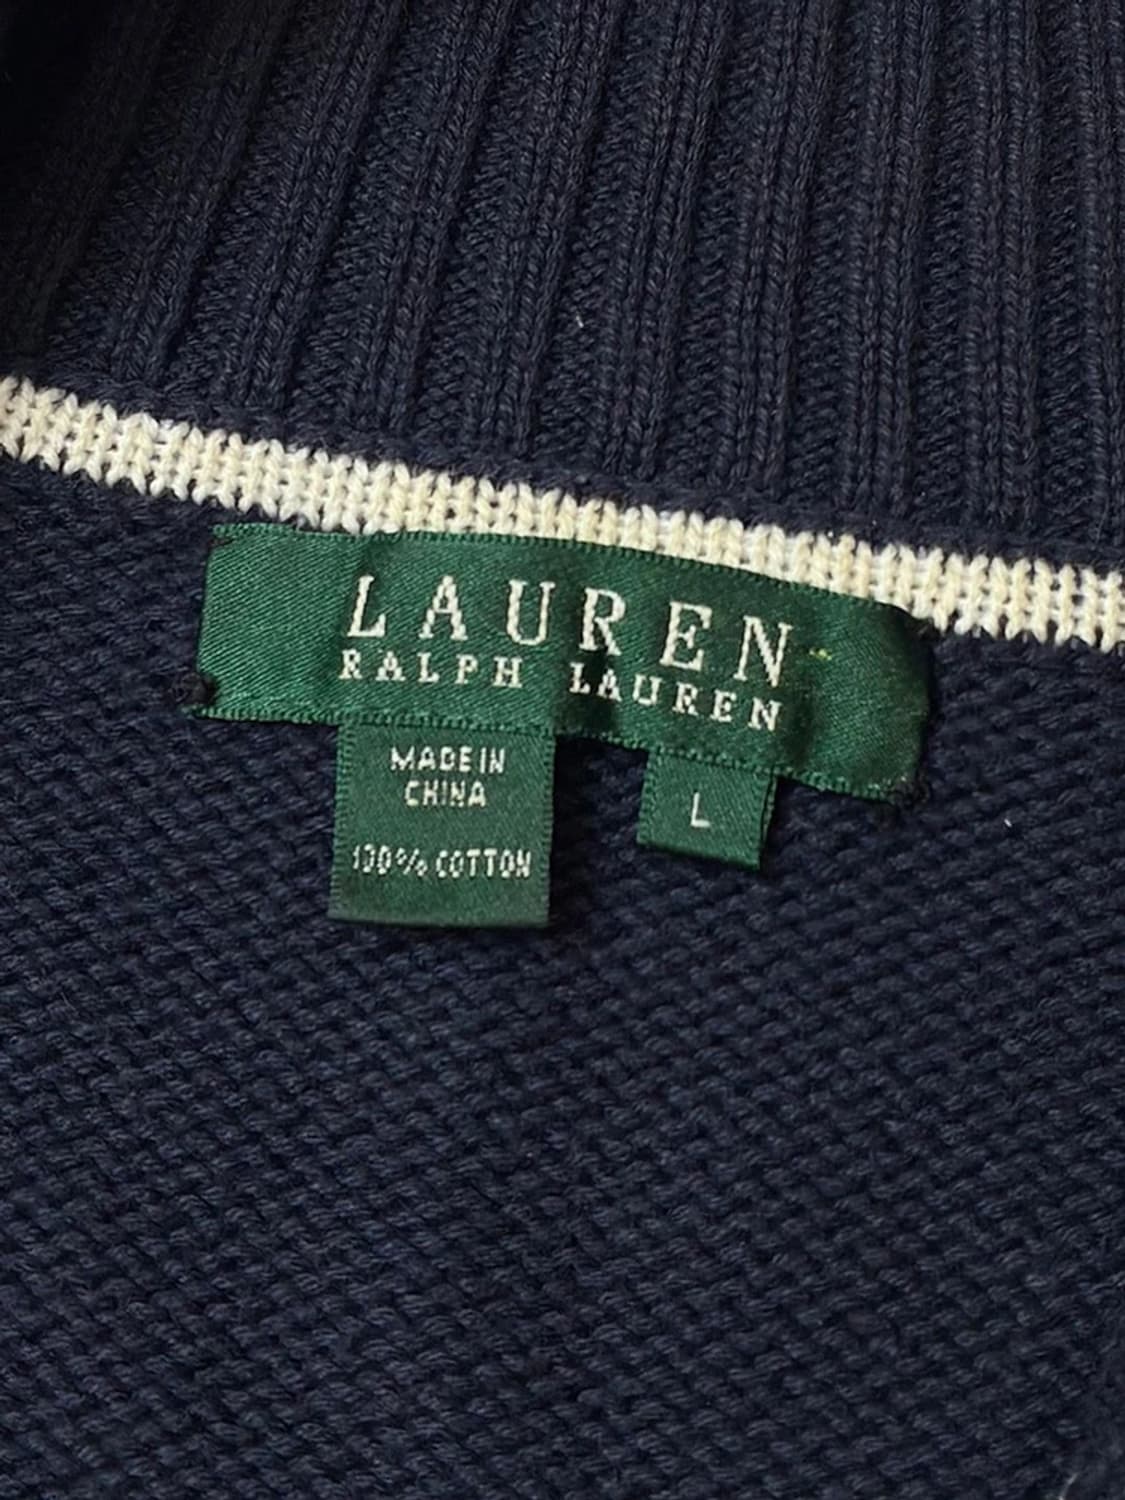 LAUREN
RALPH LAUREN
MADE IN
CHINA
100% COTTON
L